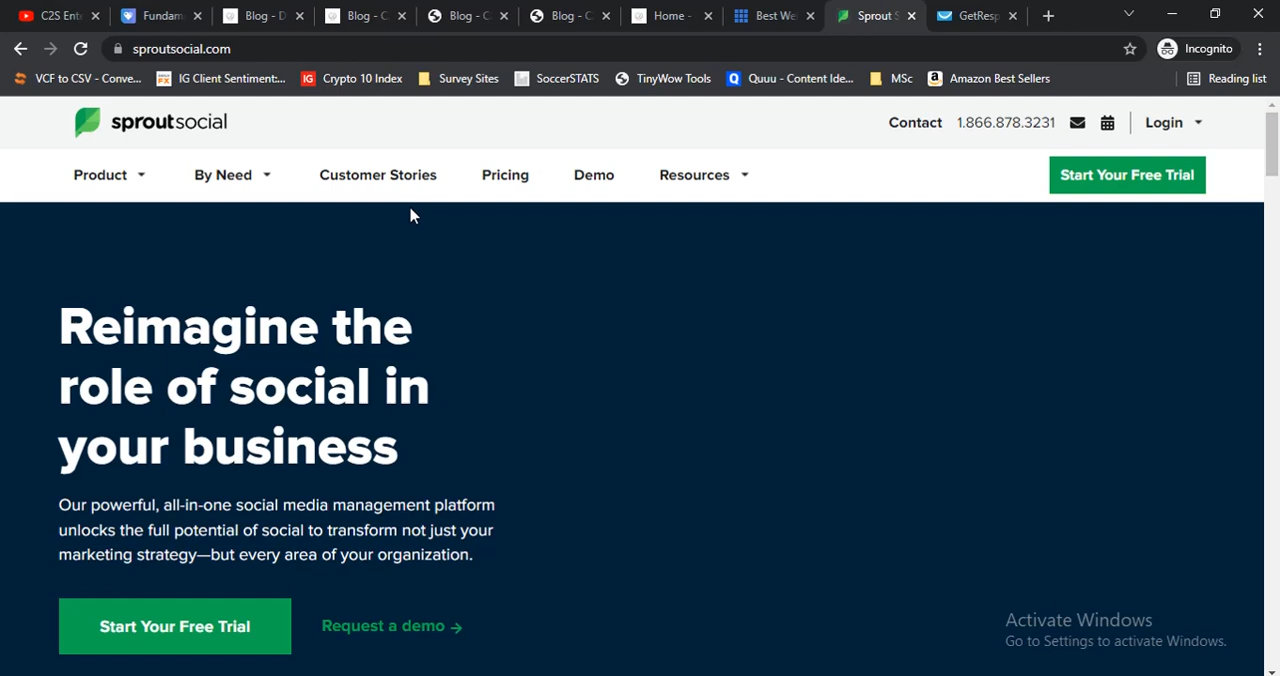 C2S Ent
Fundam
Blog - D
Blog - C
Blog - C
Blog - C
Home -
Best We
Sprout S
GetResp
sproutsocial.com
Incognito
VCF to CSV - Conve...
IG Client Sentiment:...
IG Crypto 10 Index
Survey Sites
SoccerSTATS
TinyWow Tools
Q Quuu - Content Ide...
MSc
a Amazon Best Sellers
Reading list
sproutsocial
Contact 1.866.878.3231
Login
Product
By Need
Customer Stories
Pricing
Demo
Resources
Start Your Free Trial
Reimagine the
role of social in
your business
Our powerful, all-in-one social media management platform
unlocks the full potential of social to transform not just your
marketing strategy—but every area of your organization.
Start Your Free Trial
Request a demo →
Activate Windows
Go to Settings to activate Windows.